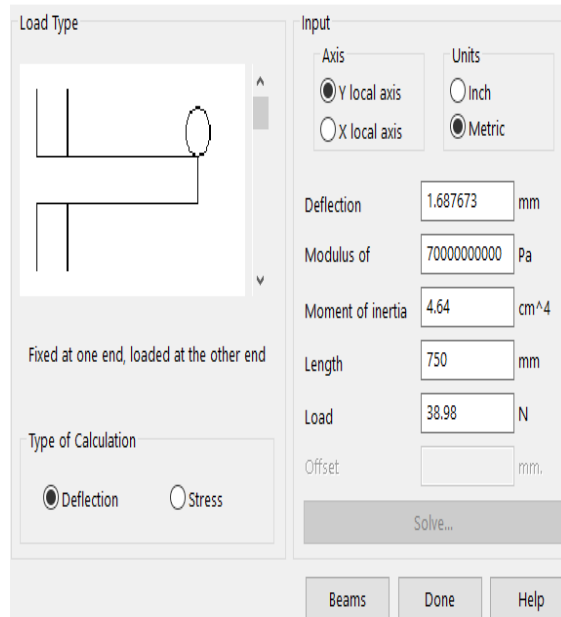 Load Type
Fixed at one end, loaded at the other end
Type of Calculation
Deflection Stress
Input
Axis
Y local axis
X local axis
Units
Inch
Metric
Deflection 1.687673 mm
Modulus of 70000000000 Pa
Moment of inertia 4.64 cm^4
Length 750 mm
Load 38.98 N
Offset mm.
Solve...
Beams Done Help